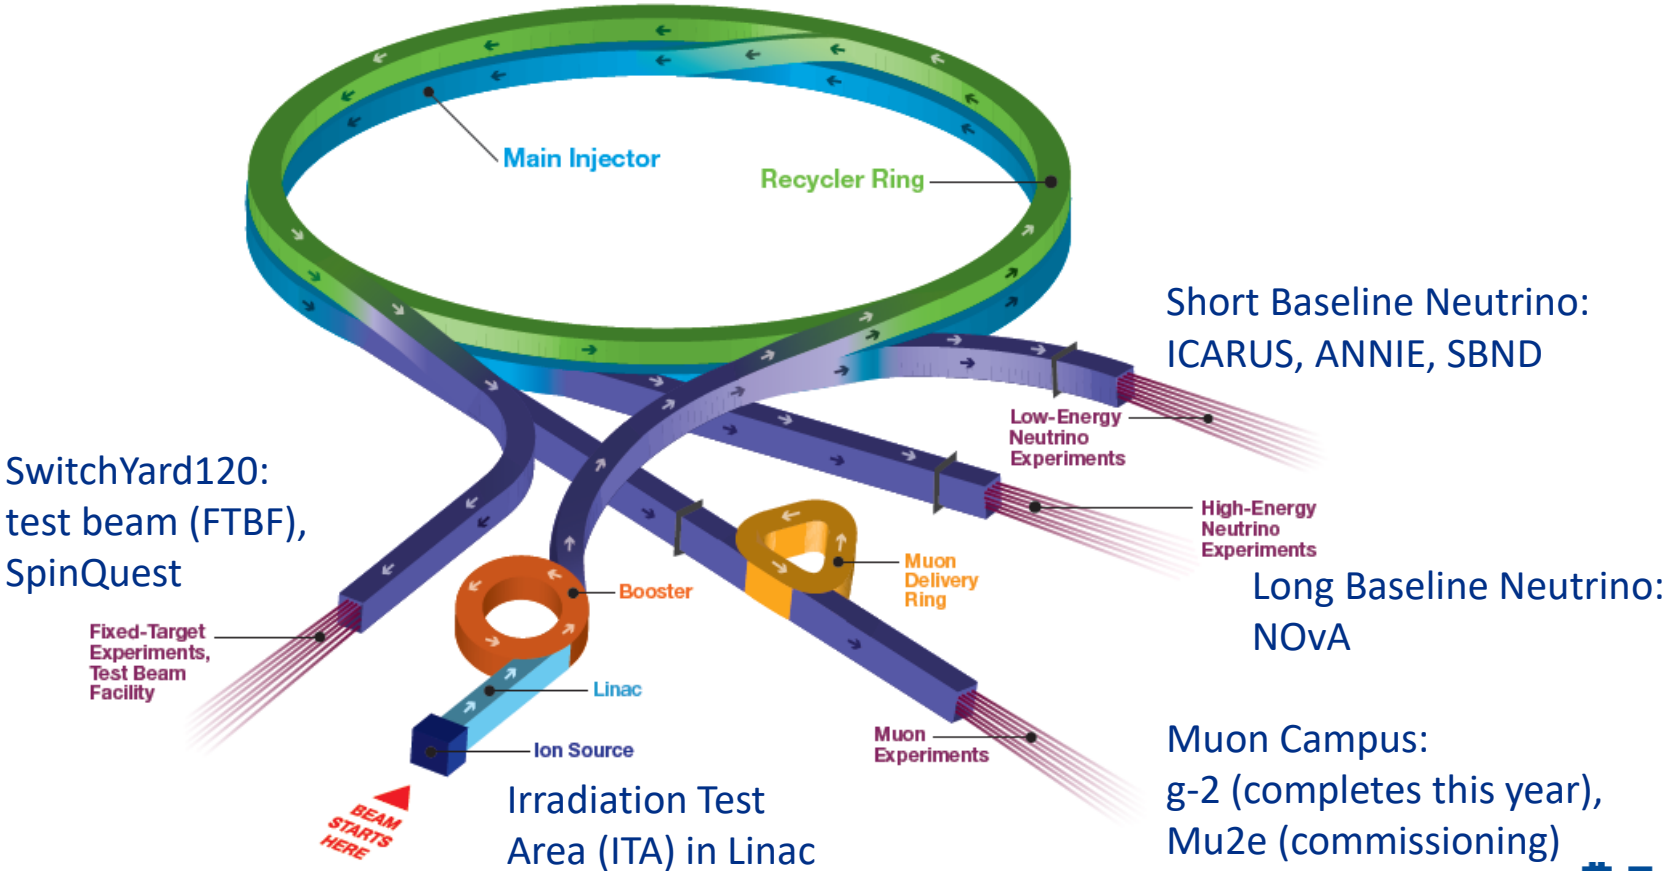 Main Injector
Recycler Ring
Short Baseline Neutrino:
ICARUS, ANNIE, SBND
Low-Energy
Neutrino
Experiments
SwitchYard120:
test beam (FTBF),
SpinQuest
High-Energy
Neutrino
Experiments
Muon
Delivery
Ring
Booster
Long Baseline Neutrino:
NOvA
Fixed-Target
Experiments,
Test Beam
Facility
Linac
Ion Source
Muon
Experiments
Muon Campus:
g-2 (completes this year),
Mu2e (commissioning)
BEAM
STARTS
HERE
Irradiation Test
Area (ITA) in Linac